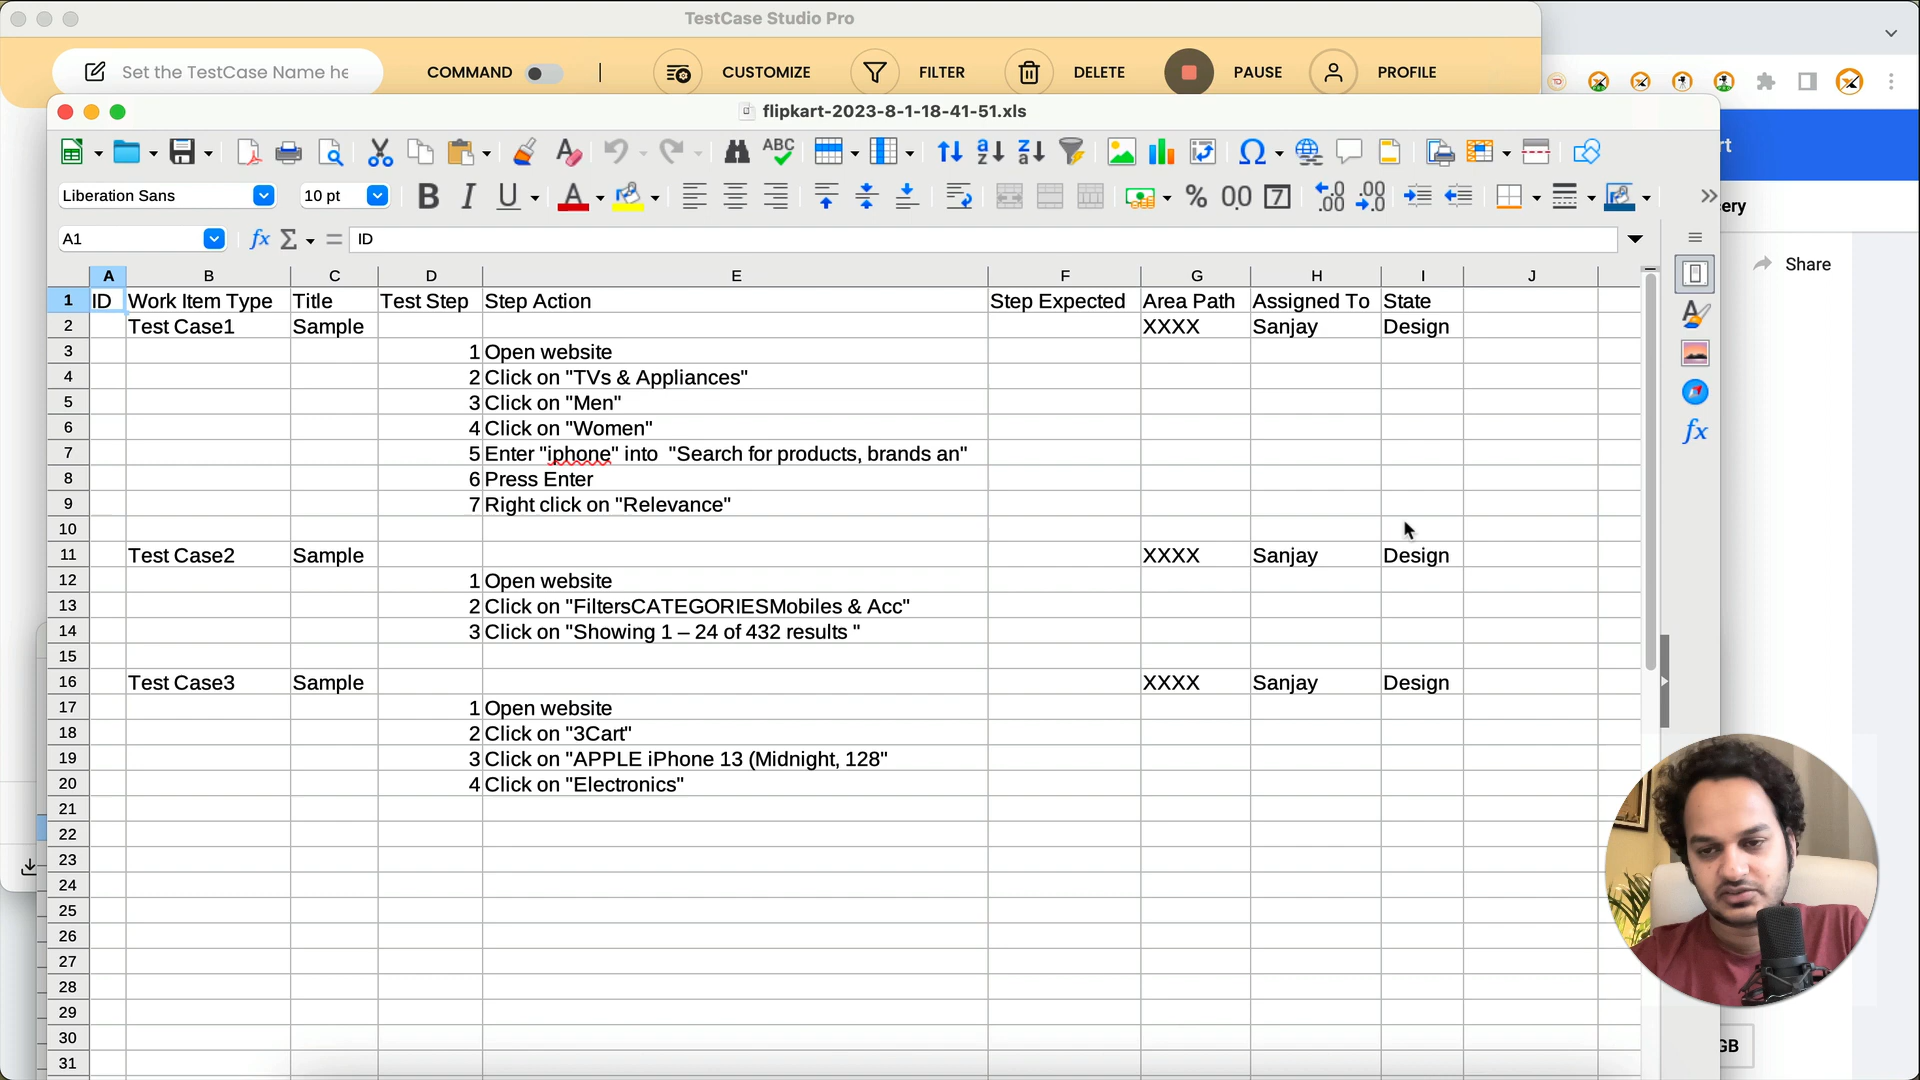 TestCase Studio Pro
Set the TestCase Name he
COMMAND
CUSTOMIZE
FILTER
DELETE
PAUSE
PROFILE
flipkart-2023-8-1-18-41-51.xls
Liberation Sans
10 pt
A1
ID
Share
A B C D E F G H I J
1 ID Work Item Type Title Test Step Step Action Step Expected Area Path Assigned To State
2 Test Case1 Sample XXXX Sanjay Design
3 1 Open website
4 2 Click on "TVs & Appliances"
5 3 Click on "Men"
6 4 Click on "Women"
7 5 Enter "iphone" into  "Search for products, brands an"
8 6 Press Enter
9 7 Right click on "Relevance"
10
11 Test Case2 Sample XXXX Sanjay Design
12 1 Open website
13 2 Click on "FiltersCATEGORIESMobiles & Acc"
14 3 Click on "Showing 1 – 24 of 432 results "
15
16 Test Case3 Sample XXXX Sanjay Design
17 1 Open website
18 2 Click on "3Cart"
19 3 Click on "APPLE iPhone 13 (Midnight, 128"
20 4 Click on "Electronics"
21
22
23
24
25
26
27
28
29
30
31
GB